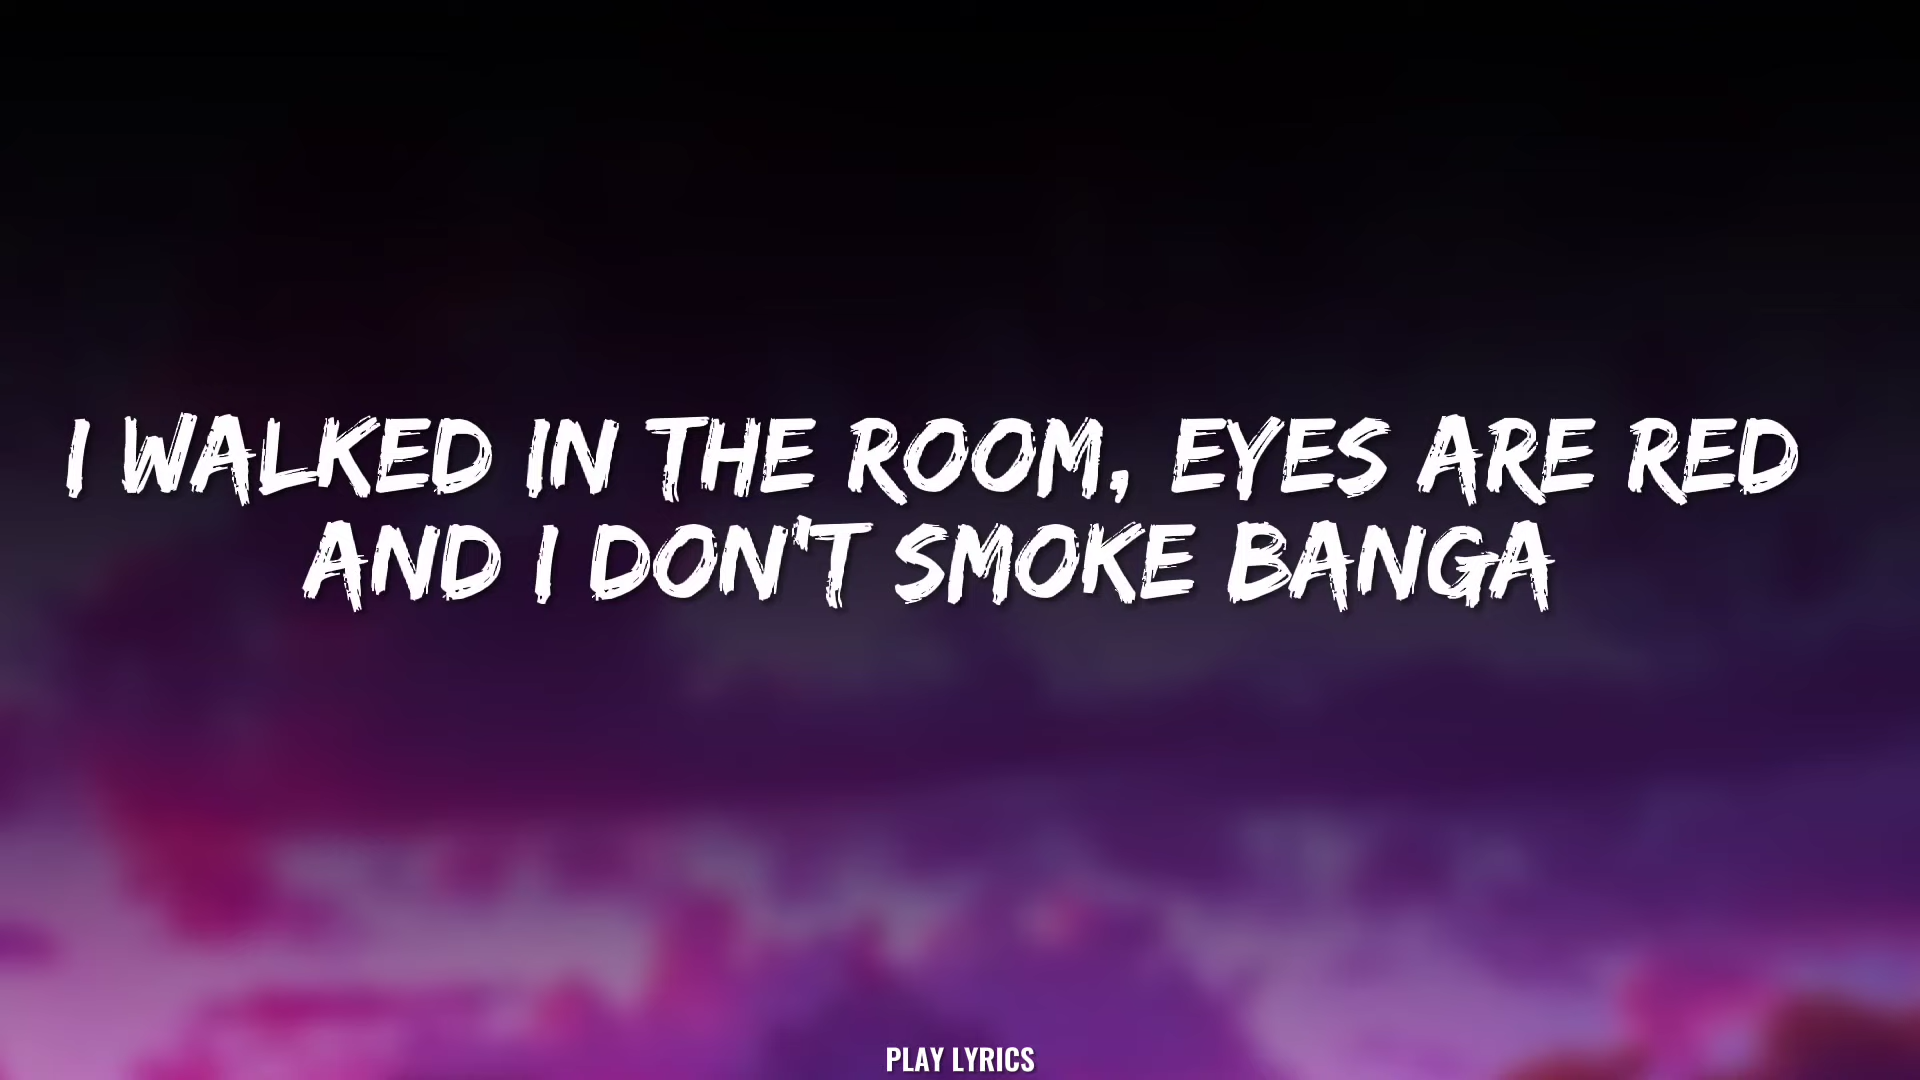 I WALKED IN THE ROOM, EYES ARE RED
AND I DON'T SMOKE BANGA
PLAY LYRICS